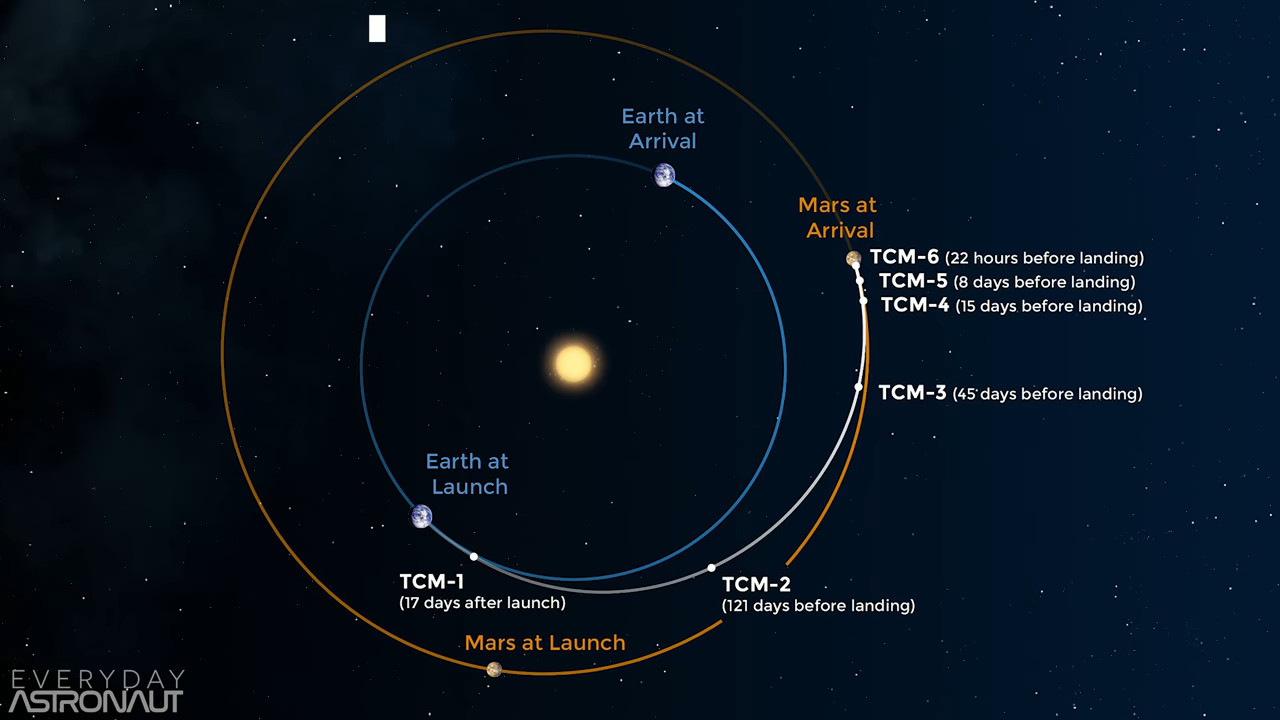 Earth at
Arrival
Mars at
Arrival
TCM-6 (22 hours before landing)
TCM-5 (8 days before landing)
TCM-4 (15 days before landing)
TCM-3 (45 days before landing)
Earth at
Launch
TCM-1
(17 days after launch)
TCM-2
(121 days before landing)
Mars at Launch
EVERYDAY
ASTRONAUT